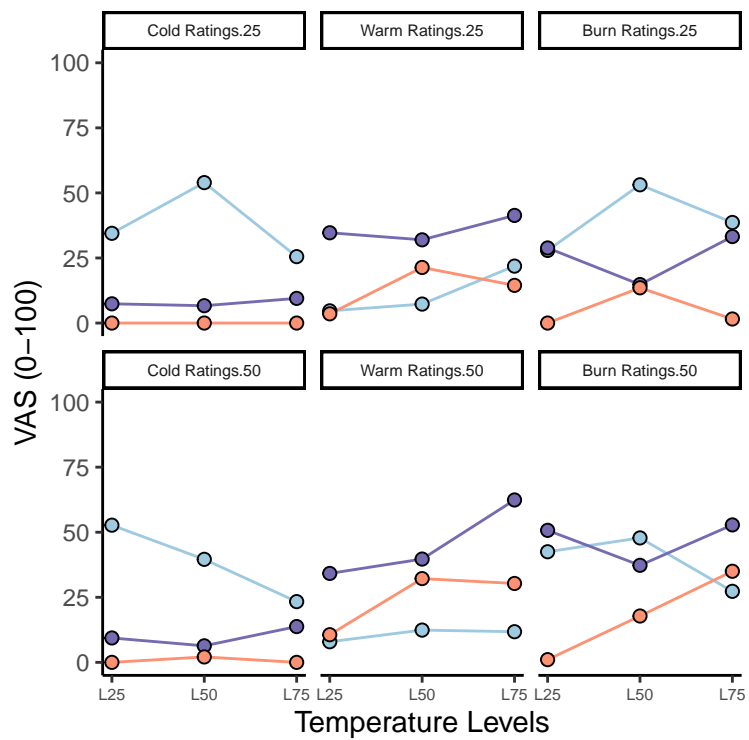 Cold Ratings.25
Warm Ratings.25
Burn Ratings.25
100
75
50
25
0
Cold Ratings.50
Warm Ratings.50
Burn Ratings.50
100
75
50
25
0
VAS (0−100)
L25 L50 L75
L25 L50 L75
L25 L50 L75
Temperature Levels